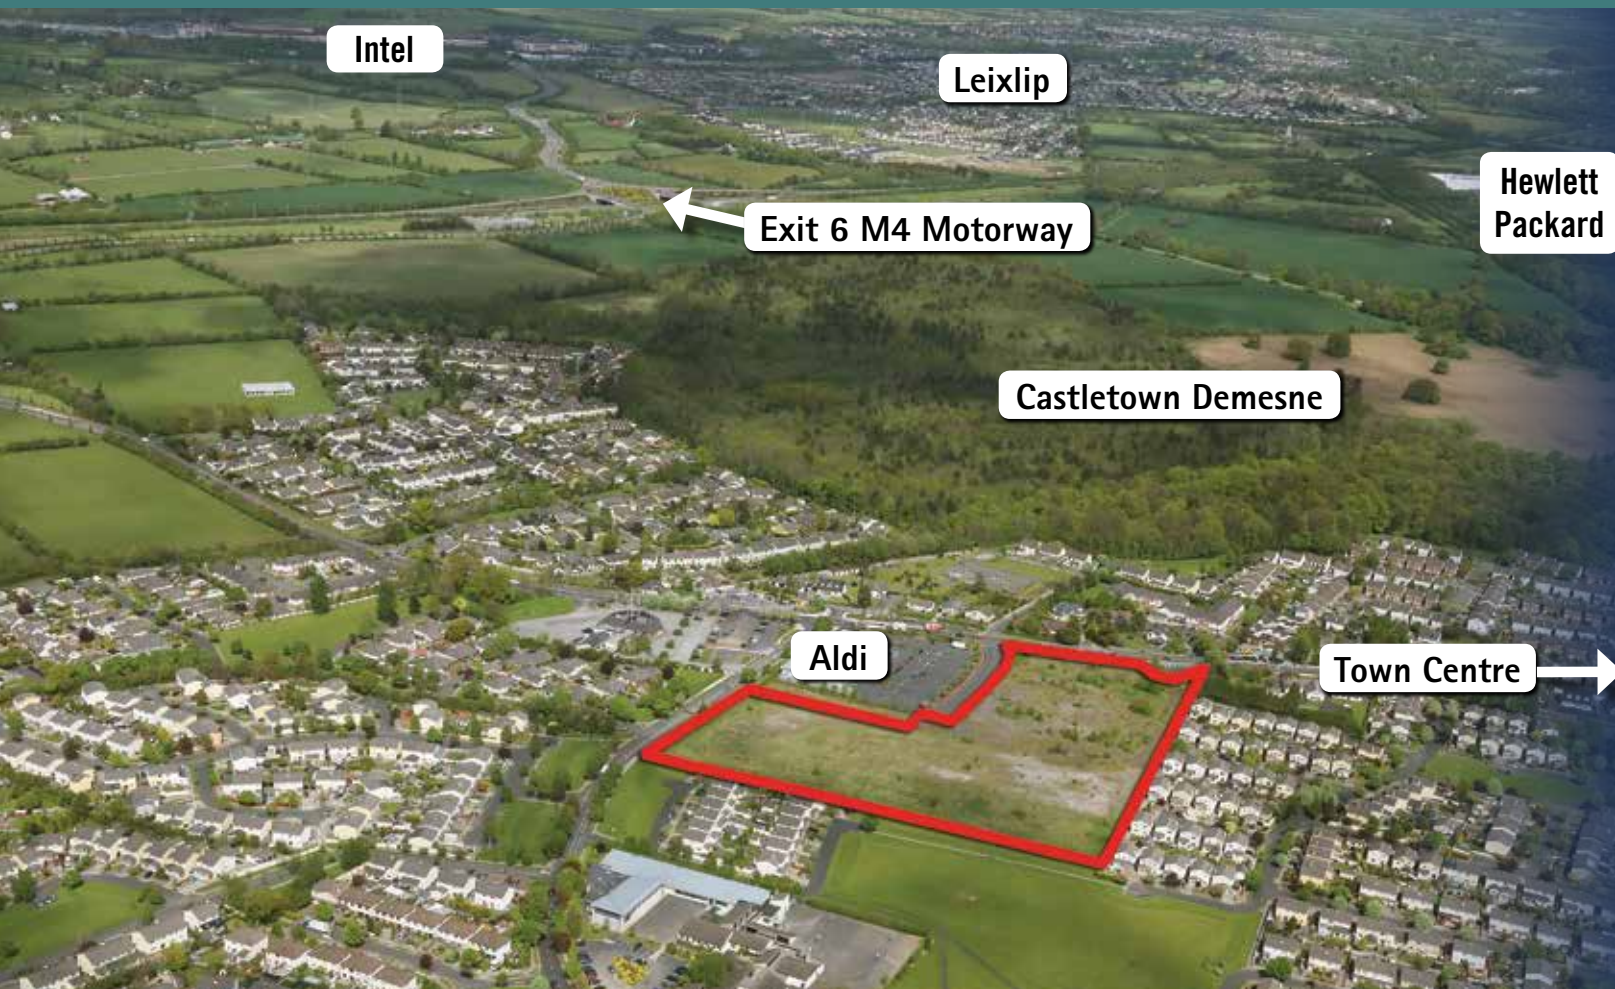 Intel
Leixlip
Hewlett
Packard
Exit 6 M4 Motorway
Castletown Demesne
Aldi
Town Centre